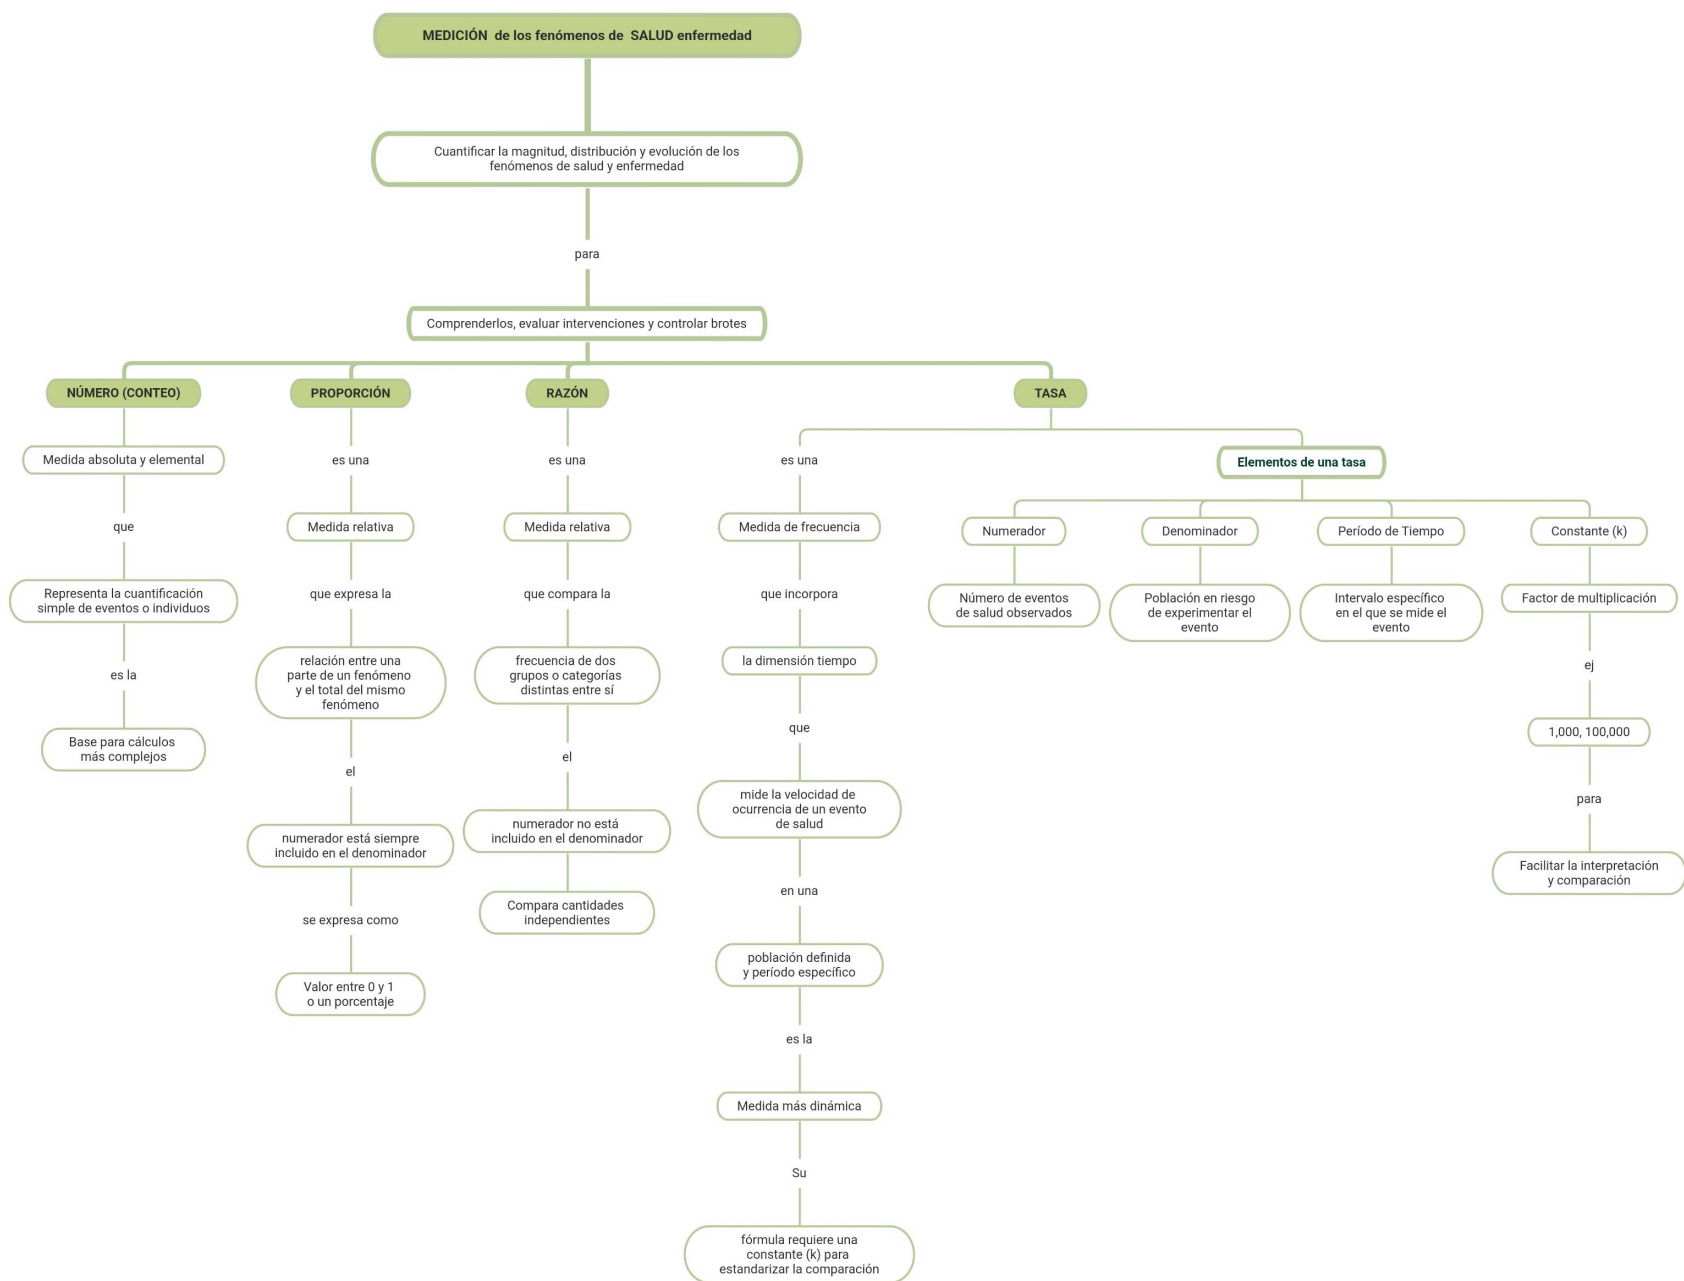 MEDICIÓN de los fenómenos de SALUD enfermedad
Cuantificar la magnitud, distribución y evolución de los
fenómenos de salud y enfermedad
para
Comprenderlos, evaluar intervenciones y controlar brotes
NÚMERO (CONTEO)
Medida absoluta y elemental
que
Representa la cuantificación
simple de eventos o individuos
es la
Base para cálculos
más complejos
PROPORCIÓN
es una
Medida relativa
que expresa la
relación entre una
parte de un fenómeno
y el total del mismo
fenómeno
el
numerador está siempre
incluido en el denominador
se expresa como
Valor entre 0 y 1
o un porcentaje
RAZÓN
es una
Medida relativa
que compara la
frecuencia de dos
grupos o categorías
distintas entre sí
el
numerador no está
incluido en el denominador
Compara cantidades
independientes
TASA
es una
Medida de frecuencia
que incorpora
la dimensión tiempo
que
mide la velocidad de
ocurrencia de un evento
de salud
en una
población definida
y período específico
es la
Medida más dinámica
Su
fórmula requiere una
constante (k) para
estandarizar la comparación
Elementos de una tasa
Numerador
Número de eventos
de salud observados
Denominador
Población en riesgo
de experimentar el
evento
Período de Tiempo
Intervalo específico
en el que se mide el
evento
Constante (k)
Factor de multiplicación
ej
1,000, 100,000
para
Facilitar la interpretación
y comparación